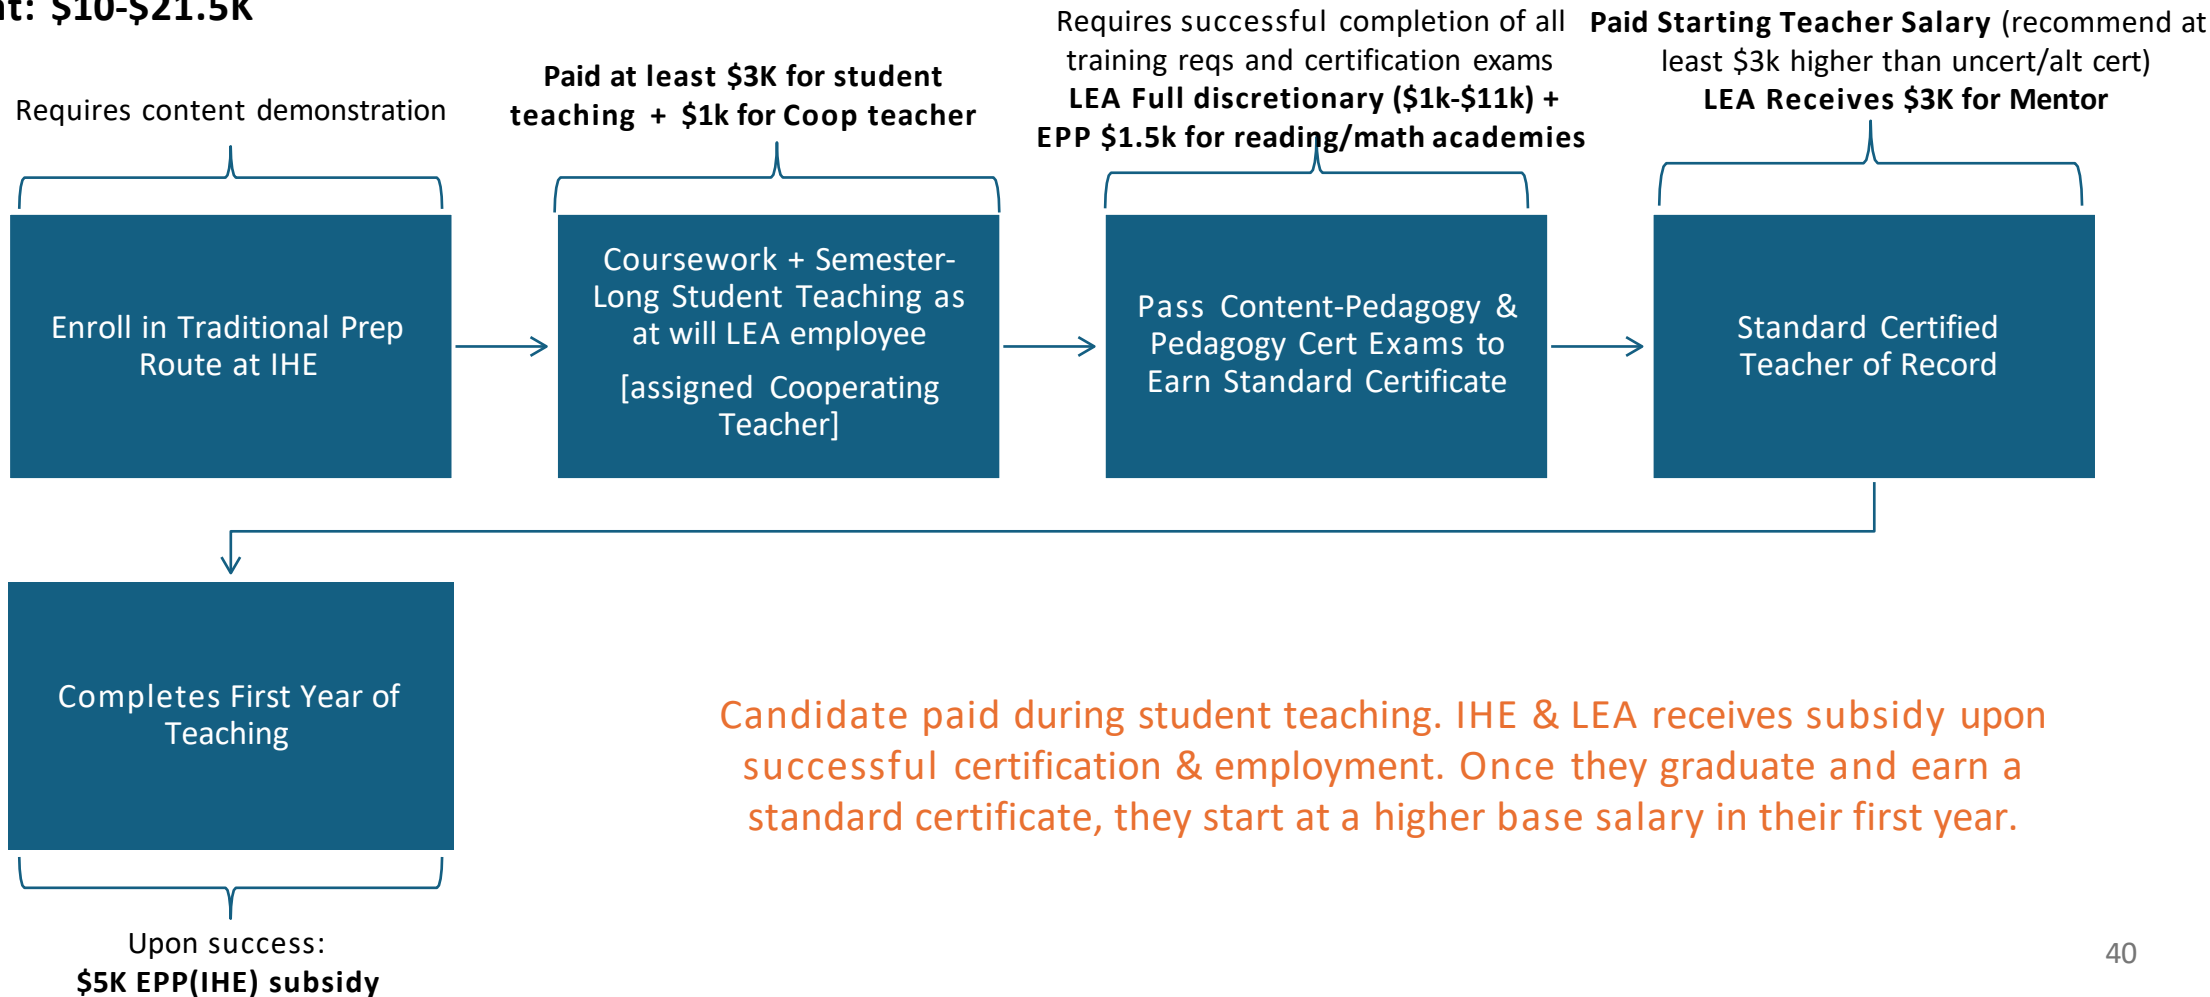 $10-$21.5K
Requires content demonstration
Paid at least $3K for student
teaching + $1k for Coop teacher
Requires successful completion of all
training reqs and certification exams
LEA Full discretionary ($1k-$11k) +
EPP $1.5k for reading/math academies
Paid Starting Teacher Salary (recommend at
least $3k higher than uncert/alt cert)
LEA Receives $3K for Mentor
Enroll in Traditional Prep
Route at IHE
Coursework + Semester-
Long Student Teaching as
at will LEA employee
[assigned Cooperating
Teacher]
Pass Content-Pedagogy &
Pedagogy Cert Exams to
Earn Standard Certificate
Standard Certified
Teacher of Record
Completes First Year of
Teaching
Candidate paid during student teaching. IHE & LEA receives subsidy upon
successful certification & employment. Once they graduate and earn a
standard certificate, they start at a higher base salary in their first year.
Upon success:
$5K EPP(IHE) subsidy
40